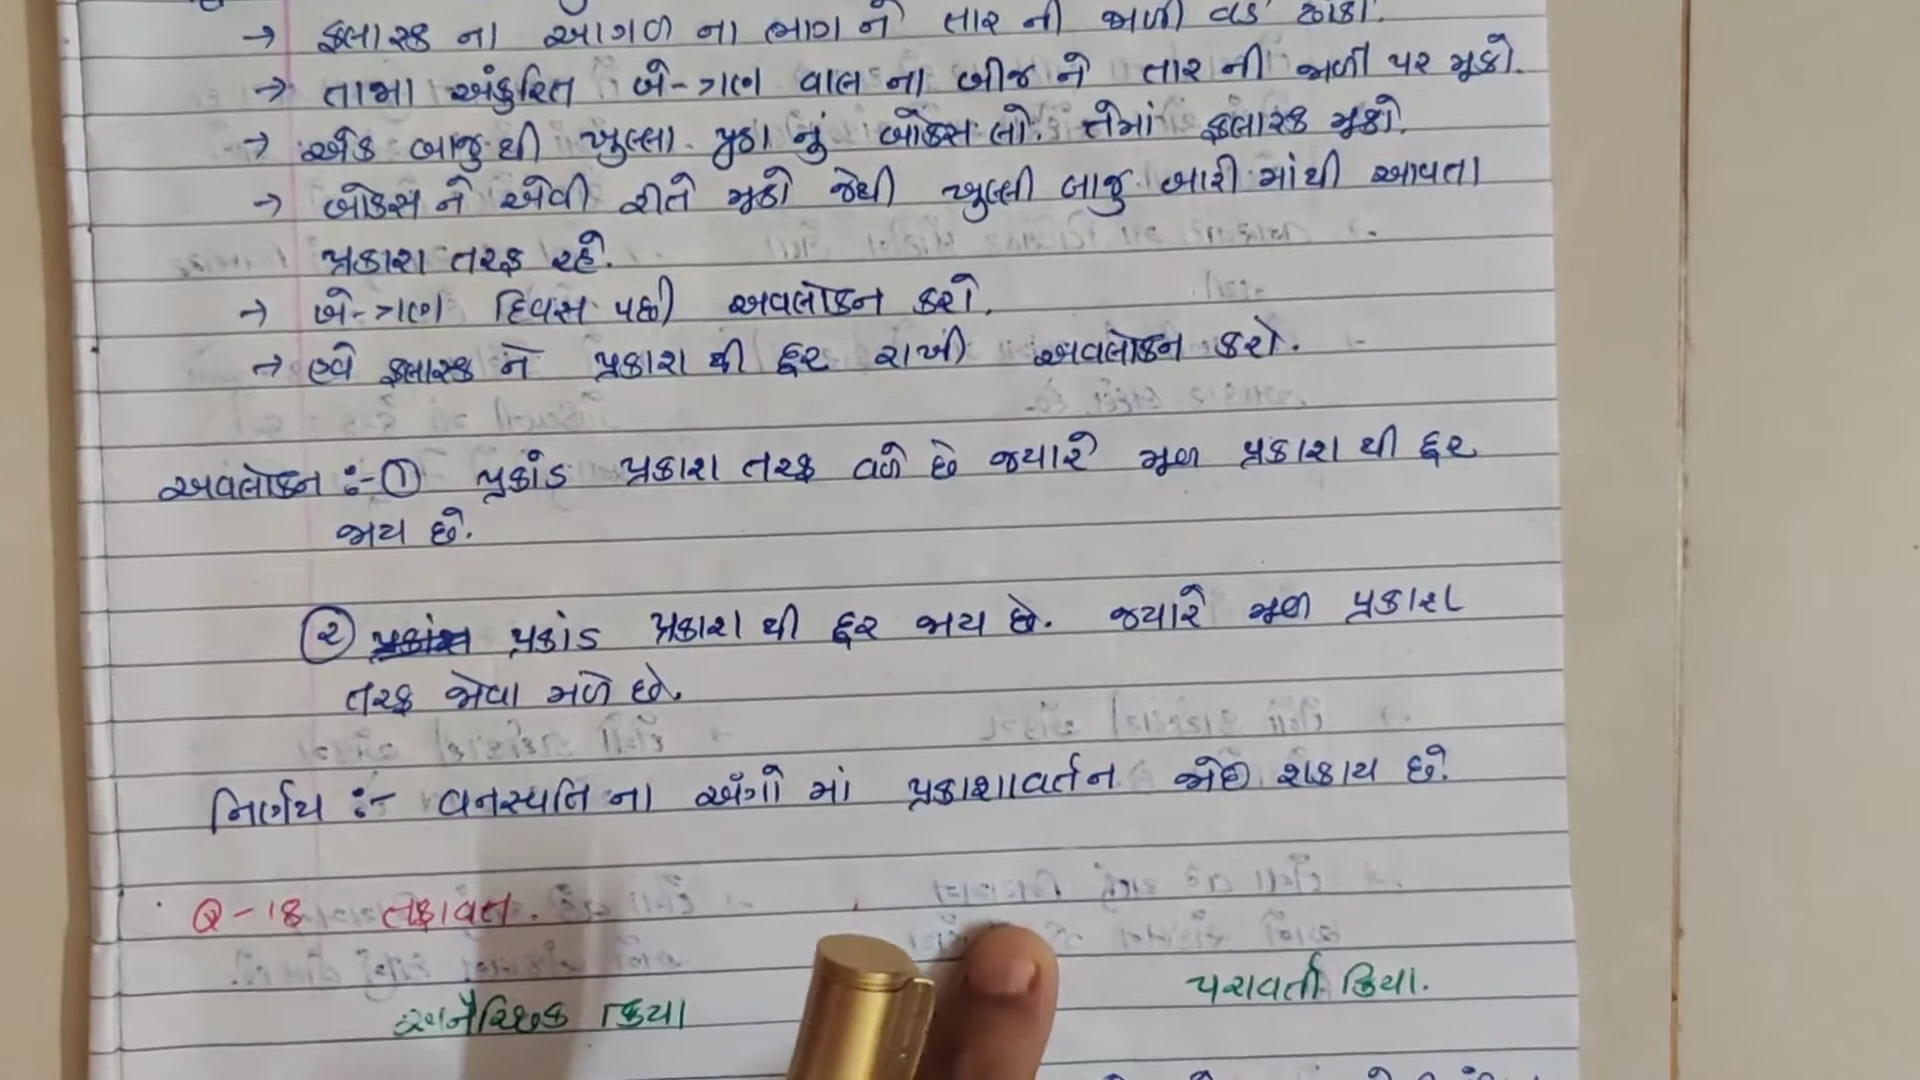 → ફ્લાસ્ક ના આગળ ના ભાગ ને તાર ની જાળી વડે ઢાંકો.
→ તાજા અંકુરિત બે-ત્રણ વાલ ના બીજ ને તાર ની જાળી પર મૂકો.
→ એક બાજુ થી ખુલ્લા પુઠા નું બોક્સ લો. તેમાં ફ્લાસ્ક મૂકો.
→ બોક્સ ને એવી રીતે મૂકો જેથી ખુલ્લી બાજુ બારી માંથી આવતા
પ્રકાશ તરફ રહે.
→ બે-ત્રણ દિવસ પછી અવલોકન કરો.
→ હવે ફ્લાસ્ક ને પ્રકાશ થી દૂર રાખી અવલોકન કરો.
અવલોકન :- ① પ્રકાંડ પ્રકાશ તરફ વળે છે જ્યારે મૂળ પ્રકાશ થી દૂર
જાય છે.
② પ્રકાંડ પ્રકાશ થી દૂર જાય છે. જ્યારે મૂળ પ્રકાશ
તરફ જોવા મળે છે.
નિર્ણય :- વનસ્પતિ ના અંગો માં પ્રકાશાવર્તન જોઈ શકાય છે.
Q-18 તફાવત.
અનૈચ્છિક ક્રિયા પરાવર્તી ક્રિયા.